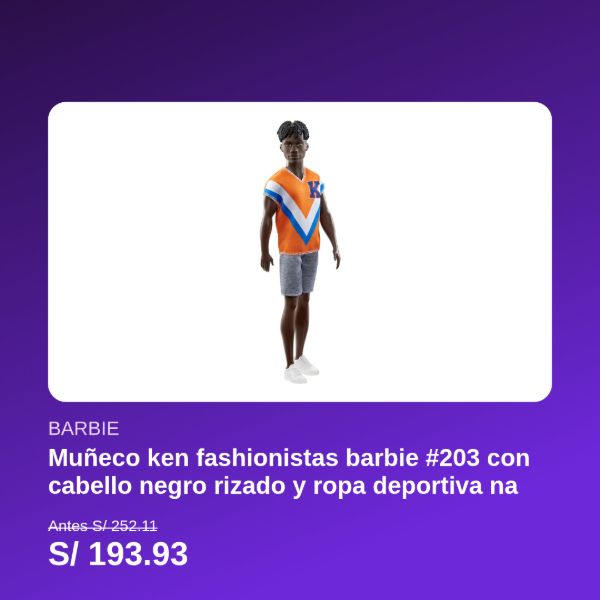 K
BARBIE
Muñeco ken fashionistas barbie #203 con
cabello negro rizado y ropa deportiva na
Antes S/ 252.11
S/ 193.93